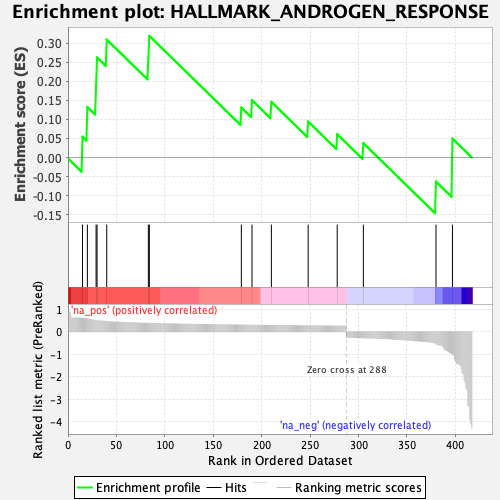 Enrichment plot: HALLMARK_ANDROGEN_RESPONSE
Enrichment score (ES)
0.30
0.25
0.20
0.15
0.10
0.05
0.00
-0.05
-0.10
-0.15
'na_pos' (positively correlated)
Ranked list metric (PreRanked)
1
0
-1
-2
-3
-4
Zero cross at 288
'na_neg' (negatively correlated)
0 50 100 150 200 250 300 350 400
Rank in Ordered Dataset
Enrichment profile Hits Ranking metric scores